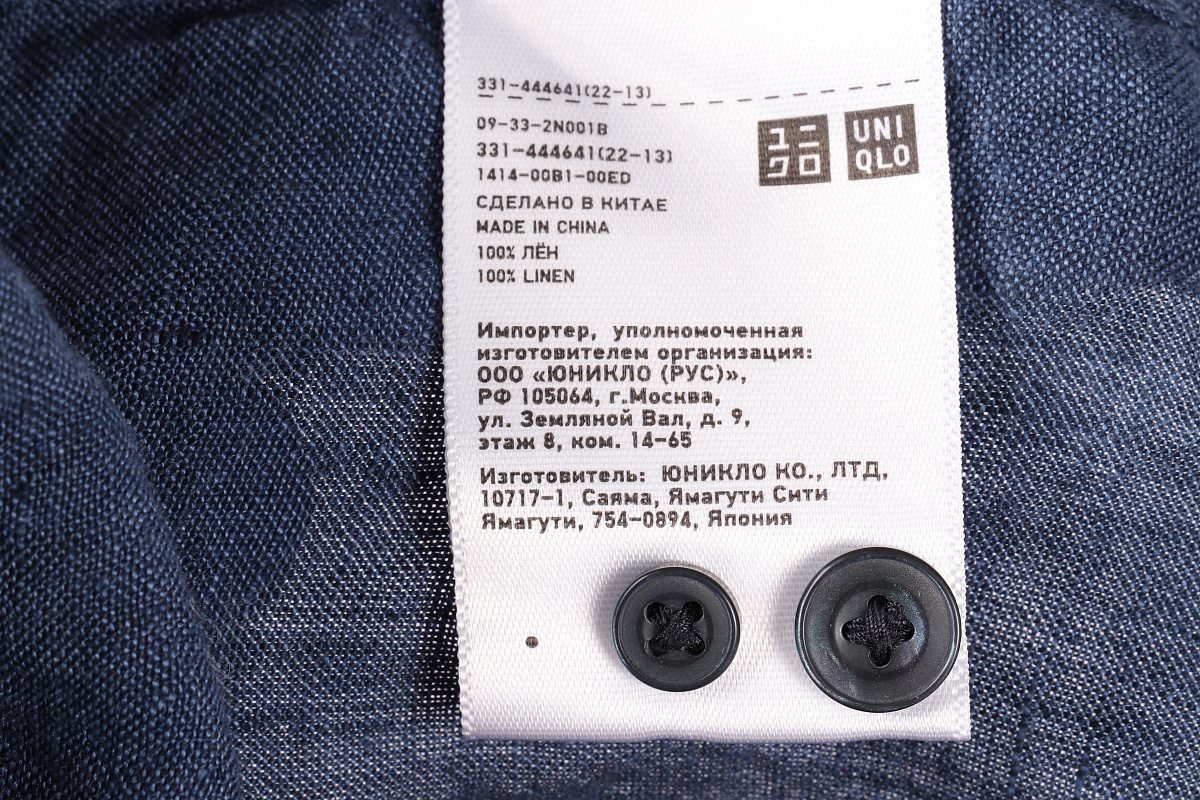 331-444641(22-13)
09-33-2N001B
331-444641(22-13)
1414-00B1-00ED
СДЕЛАНО В КИТАЕ
MADE IN CHINA
100% ЛЁН
100% LINEN
ユニ
クロ
UNI
QLO
Импортер, уполномоченная
изготовителем организация:
ООО «ЮНИКЛО (РУС)»,
РФ 105064, г.Москва,
ул. Земляной Вал, д. 9,
этаж 8, ком. 14-65
Изготовитель: ЮНИКЛО КО., ЛТД,
10717-1, Саяма, Ямагути Сити
Ямагути, 754-0894, Япония